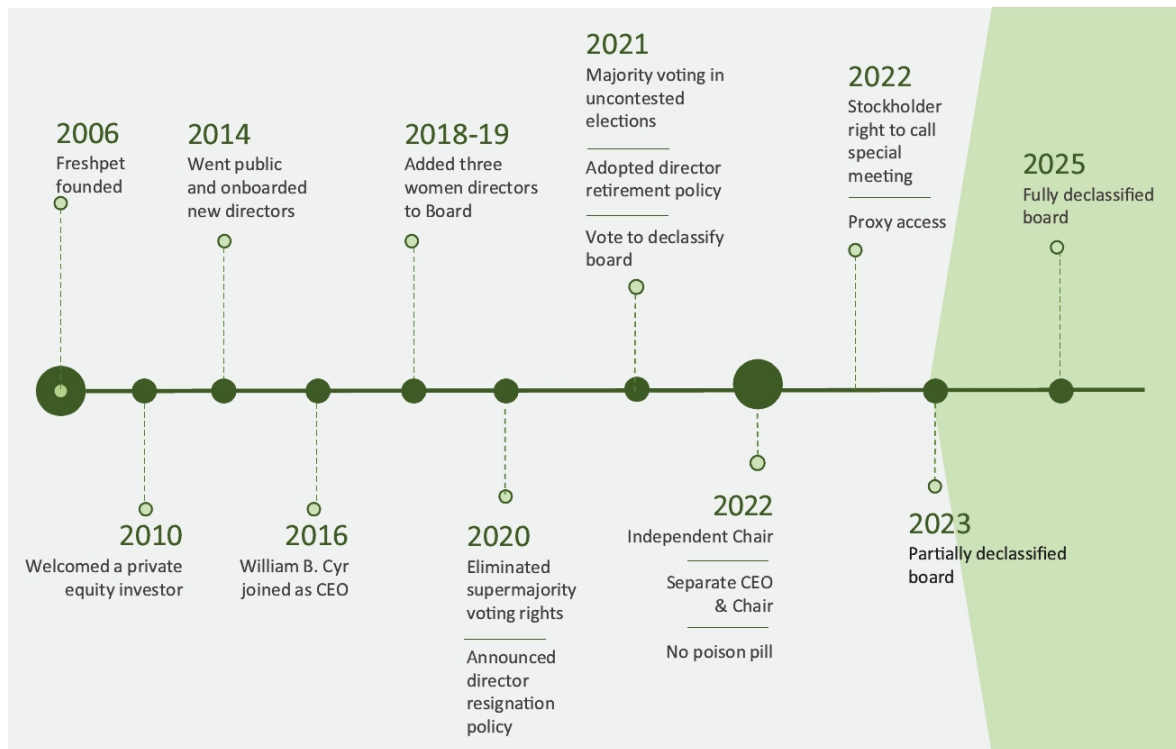 2006
Freshpet
founded
2014
Went public
and onboarded
new directors
2018-19
Added three
women directors
to Board
2021
Majority voting in
uncontested
elections
Adopted director
retirement policy
Vote to declassify
board
2022
Stockholder
right to call
special
meeting
Proxy access
2025
Fully declassified
board
2010
Welcomed a private
equity investor
2016
William B. Cyr
joined as CEO
2020
Eliminated
supermajority
voting rights
Announced
director
resignation
policy
2022
Independent Chair
Separate CEO
& Chair
No poison pill
2023
Partially declassified
board